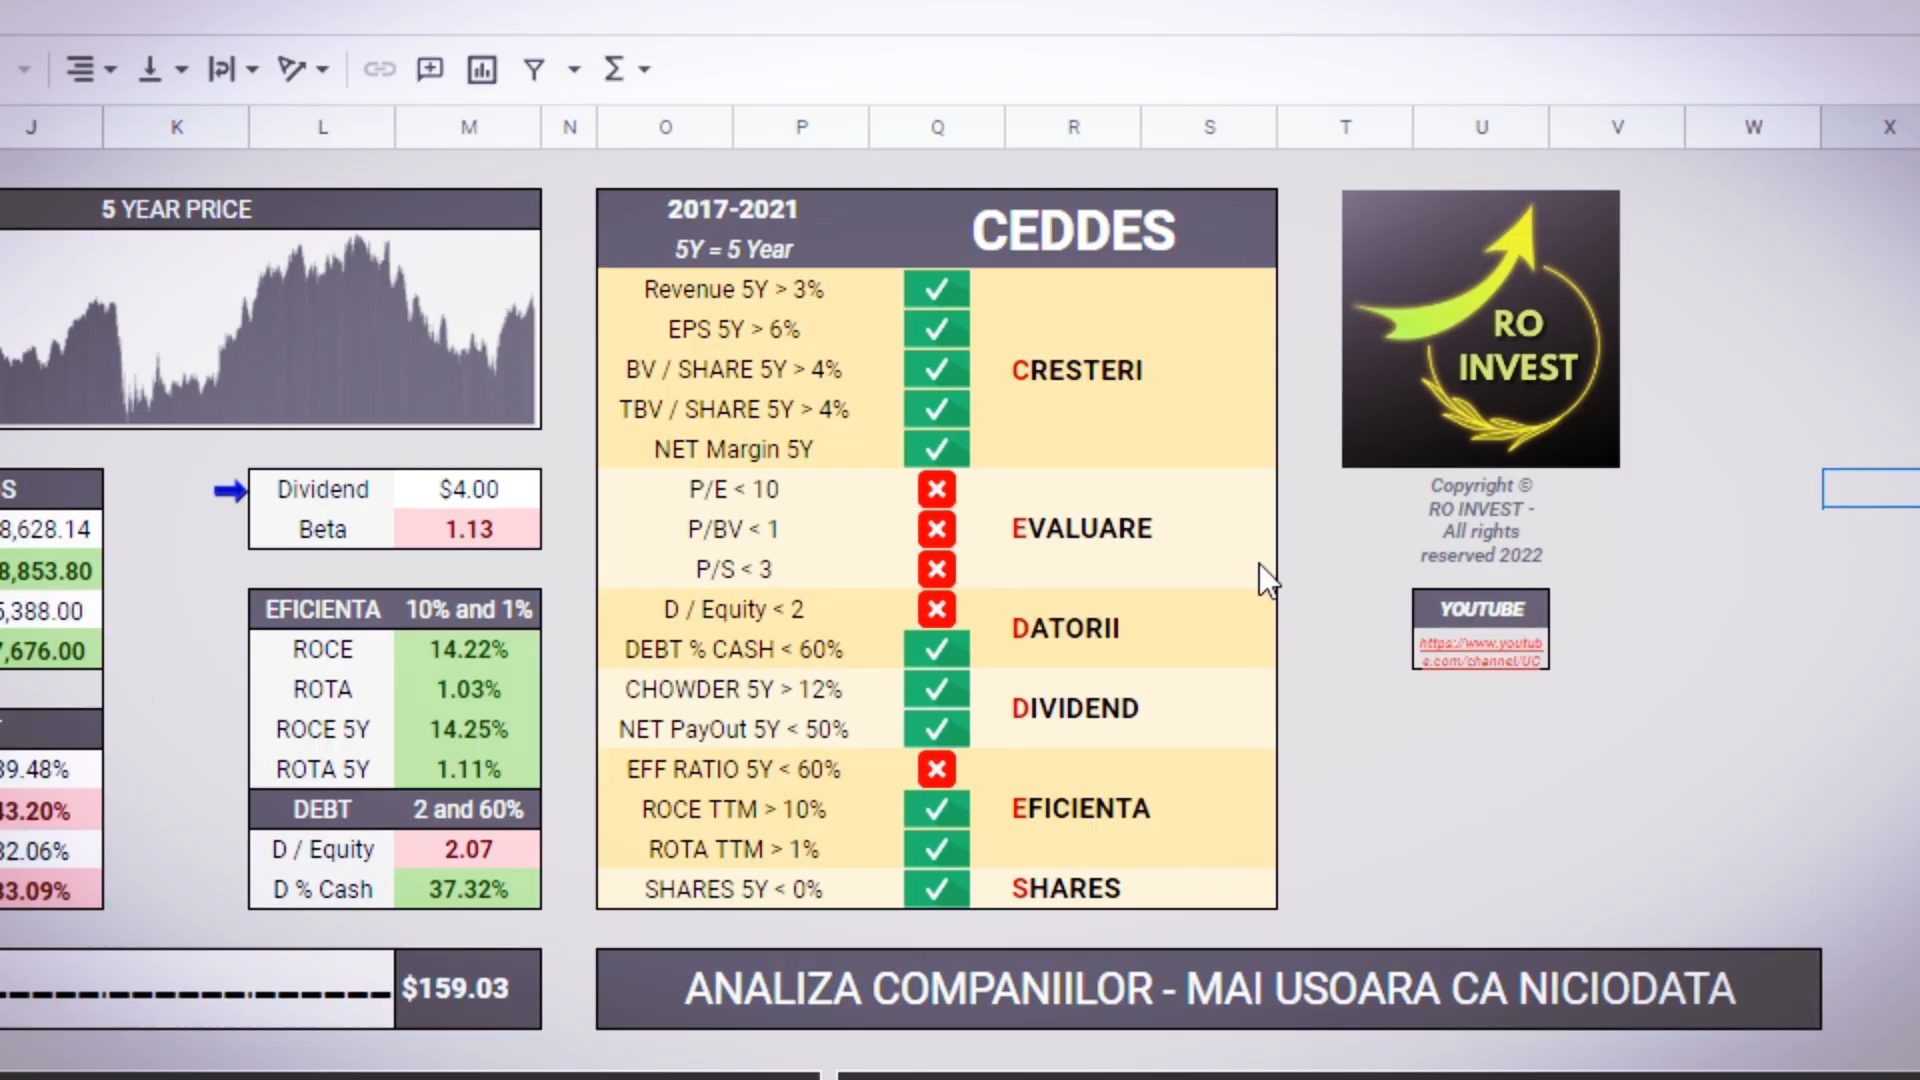 J K L M N O P Q R S T U V W X
5 YEAR PRICE
2017-2021
5Y = 5 Year
CEDDES
Revenue 5Y > 3%
EPS 5Y > 6%
BV / SHARE 5Y > 4%
TBV / SHARE 5Y > 4%
NET Margin 5Y
CRESTERI
P/E < 10
P/BV < 1
P/S < 3
EVALUARE
D / Equity < 2
DEBT % CASH < 60%
DATORII
CHOWDER 5Y > 12%
NET PayOut 5Y < 50%
DIVIDEND
EFF RATIO 5Y < 60%
ROCE TTM > 10%
ROTA TTM > 1%
EFICIENTA
SHARES 5Y < 0%
SHARES
RO
INVEST
Copyright ©
RO INVEST -
All rights
reserved 2022
YOUTUBE
https://www.youtub
e.com/channel/UC
S
8,628.14
8,853.80
5,388.00
7,676.00
39.48%
43.20%
32.06%
33.09%
Dividend $4.00
Beta 1.13
EFICIENTA 10% and 1%
ROCE 14.22%
ROTA 1.03%
ROCE 5Y 14.25%
ROTA 5Y 1.11%
DEBT 2 and 60%
D / Equity 2.07
D % Cash 37.32%
$159.03
ANALIZA COMPANIILOR - MAI USOARA CA NICIODATA